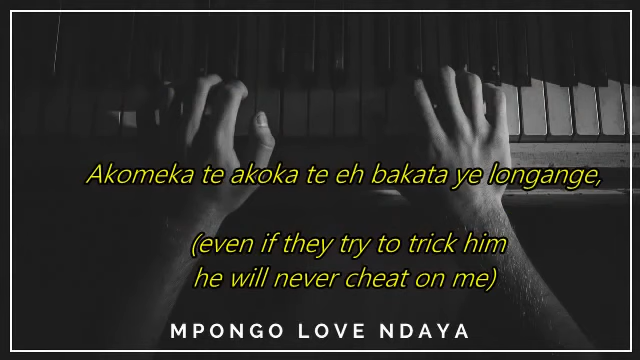 Akomeka te akoka te eh bakata ye longange,
(even if they try to trick him
he will never cheat on me)
MPONGO LOVE NDAYA